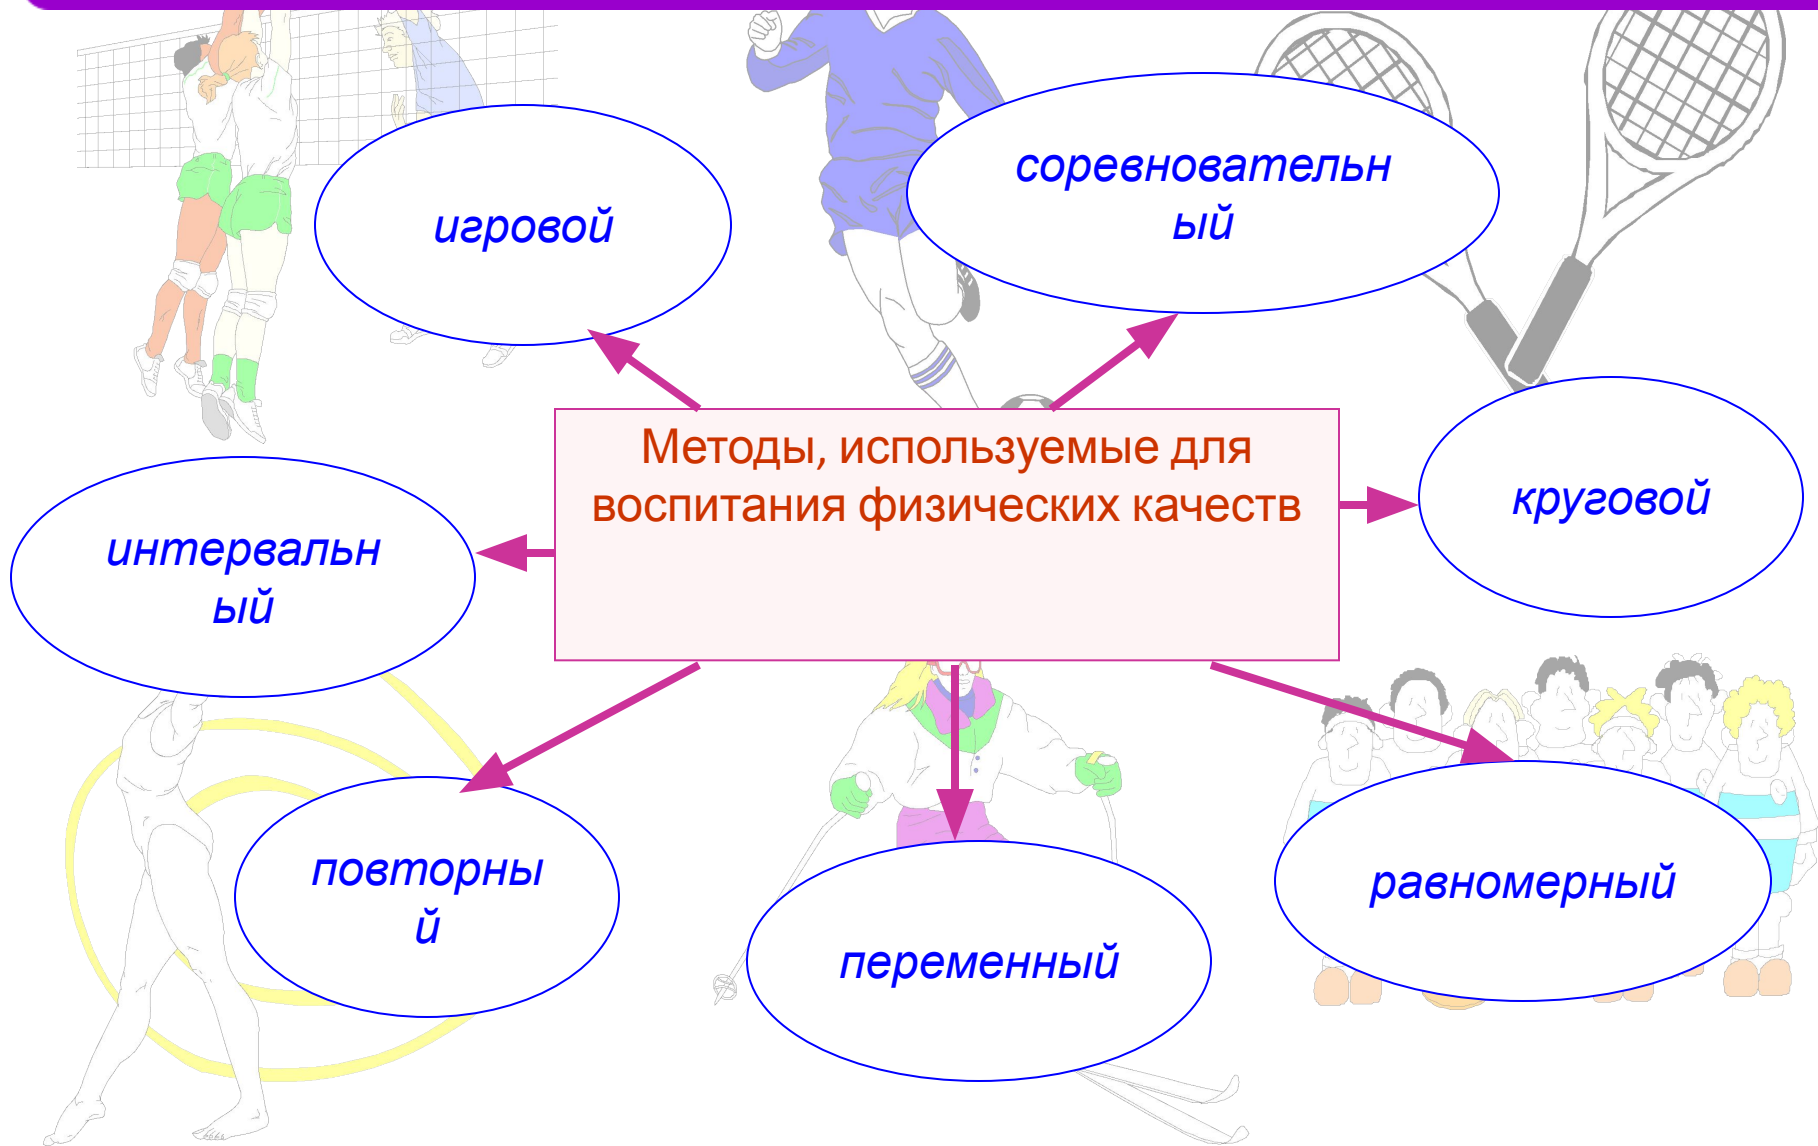 игровой
соревновательн
ый
Методы, используемые для
воспитания физических качеств
круговой
интервальн
ый
повторны
й
переменный
равномерный